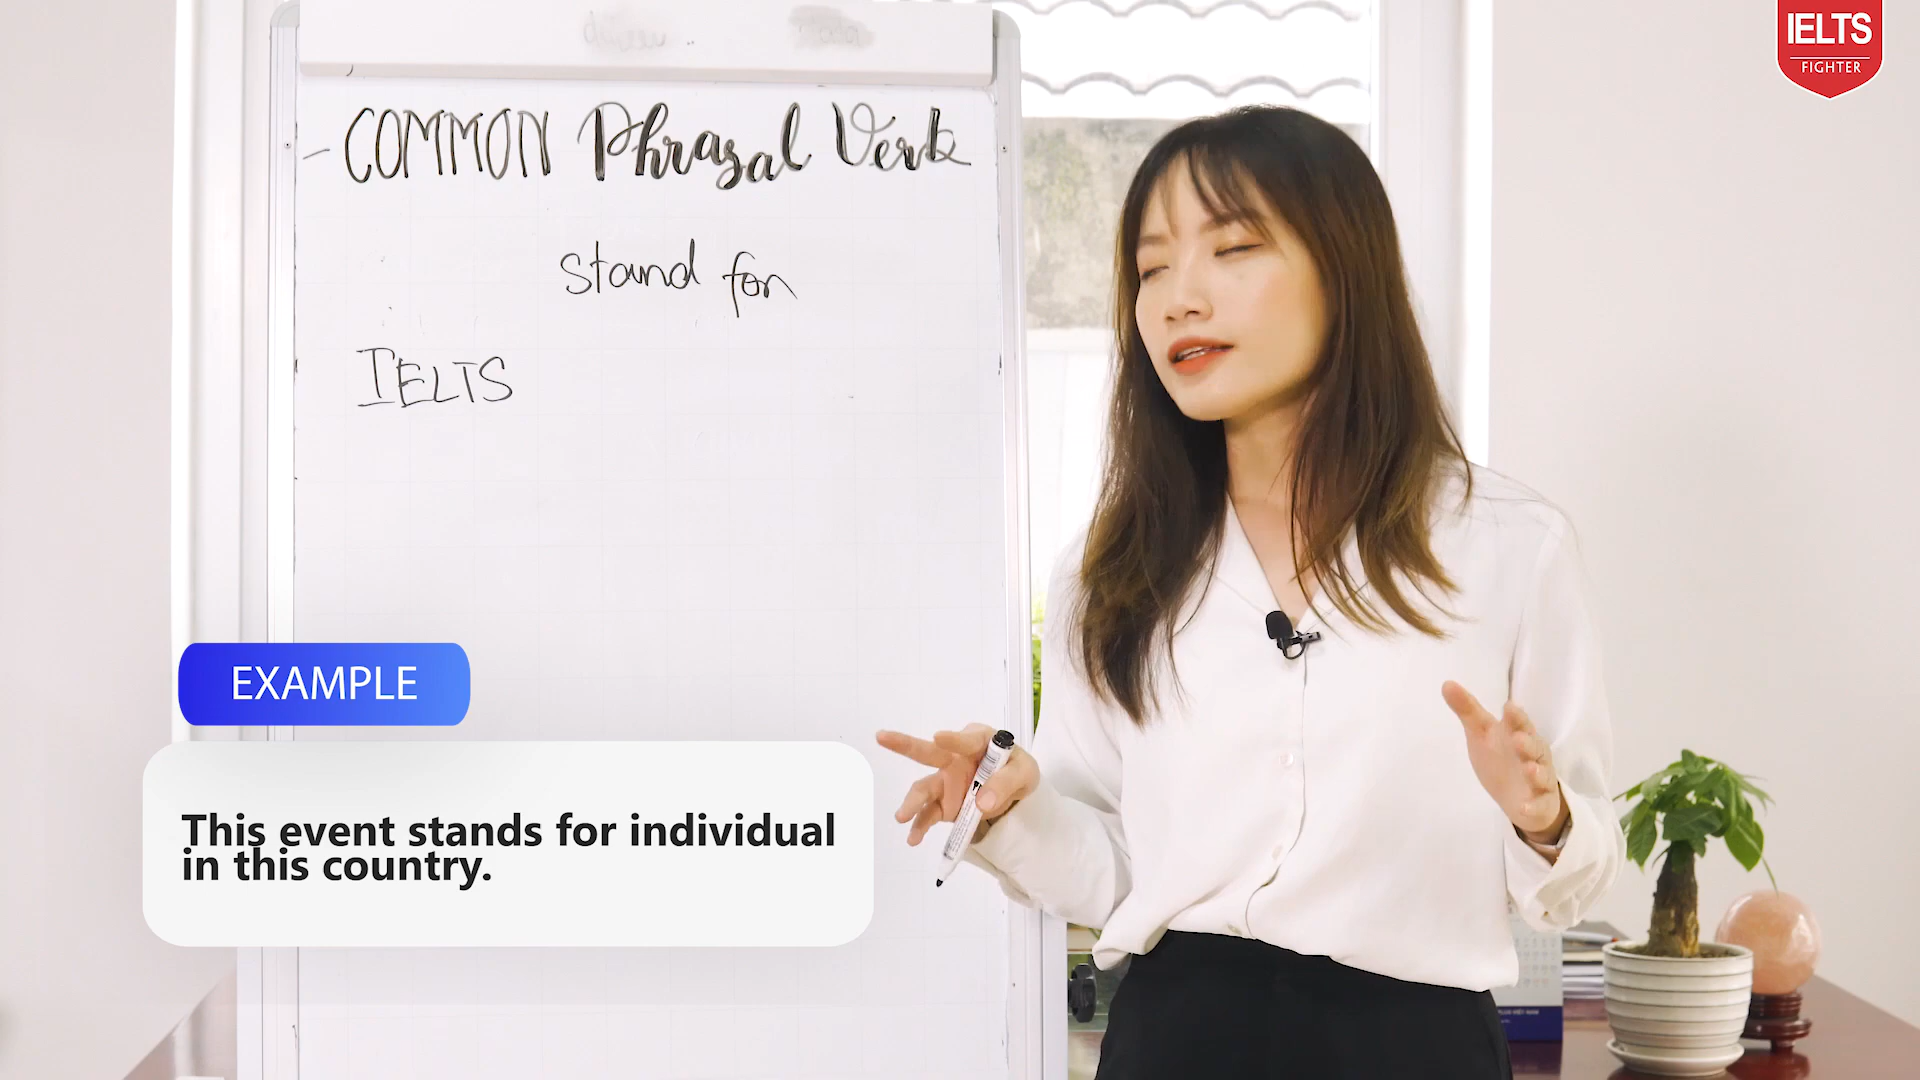 IELTS
FIGHTER
- COMMON Phrasal Verb
stand for
IELTS
EXAMPLE
This event stands for individual
in this country.